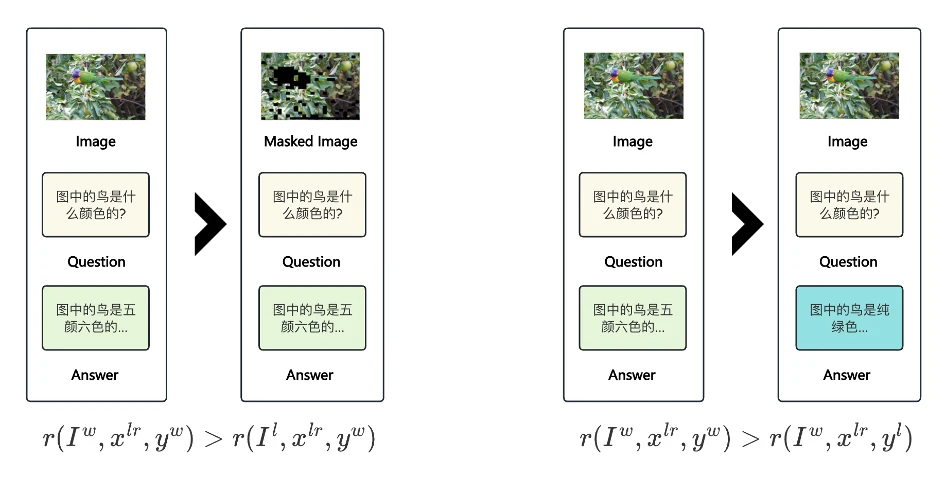 Image
图中的鸟是什
么颜色的?
Question
图中的鸟是五
颜六色的...
Answer
Masked Image
图中的鸟是什
么颜色的?
Question
图中的鸟是五
颜六色的...
Answer
r(I^w, x^{lr}, y^w) > r(I^l, x^{lr}, y^w)
Image
图中的鸟是什
么颜色的?
Question
图中的鸟是五
颜六色的...
Answer
Image
图中的鸟是什
么颜色的?
Question
图中的鸟是纯
绿色...
Answer
r(I^w, x^{lr}, y^w) > r(I^w, x^{lr}, y^l)